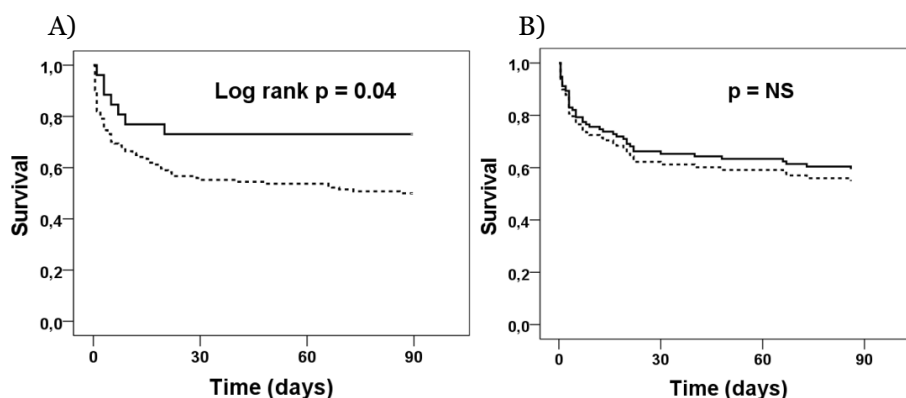 A)
Log rank p = 0.04
Survival
1,0
0,8
0,6
0,4
0,2
0,0
0
30
60
90
Time (days)
B)
p = NS
Survival
1,0
0,8
0,6
0,4
0,2
0,0
0
30
60
90
Time (days)